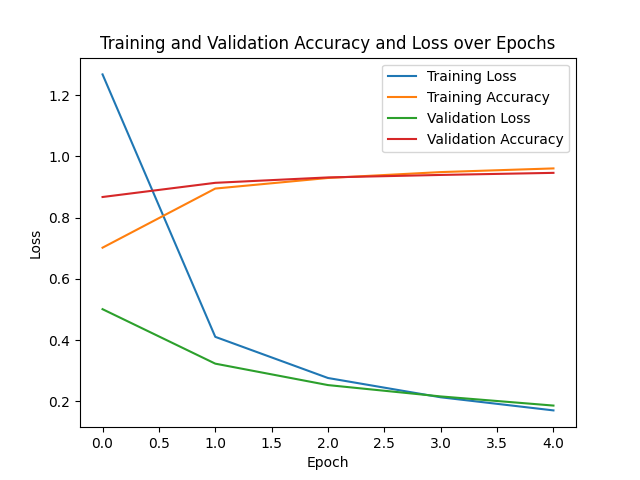 Training and Validation Accuracy and Loss over Epochs
Training Loss
Training Accuracy
Validation Loss
Validation Accuracy
1.2
1.0
0.8
0.6
0.4
0.2
Loss
0.0 0.5 1.0 1.5 2.0 2.5 3.0 3.5 4.0
Epoch